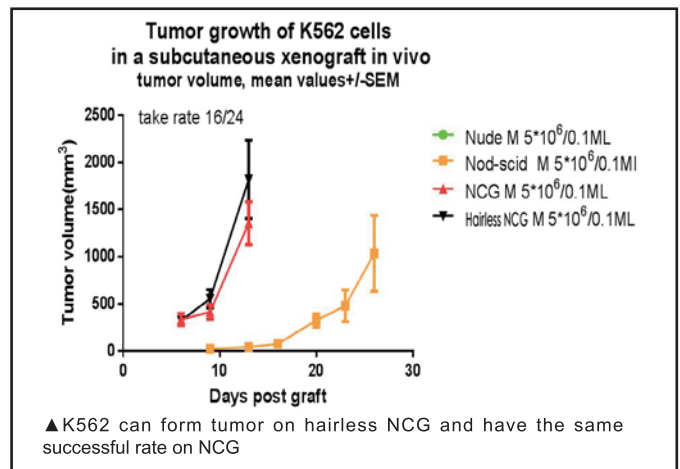 Tumor growth of K562 cells
in a subcutaneous xenograft in vivo
tumor volume, mean values+/-SEM
take rate 16/24
Tumor volume(mm³)
2500
2000
1500
1000
500
0
0 10 20 30
Days post graft
Nude M 5*10⁶/0.1ML
Nod-scid M 5*10⁶/0.1Ml
NCG M 5*10⁶/0.1ML
Hairless NCG M 5*10⁶/0.1ML
▲K562 can form tumor on hairless NCG and have the same
successful rate on NCG